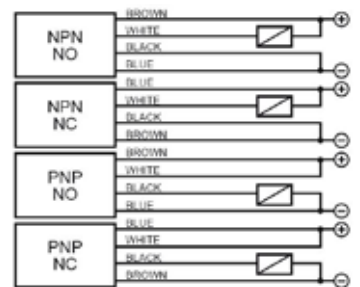 NPN
NO
BROWN
WHITE
BLACK
BLUE
+
-
NPN
NC
BLUE
WHITE
BLACK
BROWN
+
-
PNP
NO
BROWN
WHITE
BLACK
BLUE
+
-
PNP
NC
BLUE
WHITE
BLACK
BROWN
+
-